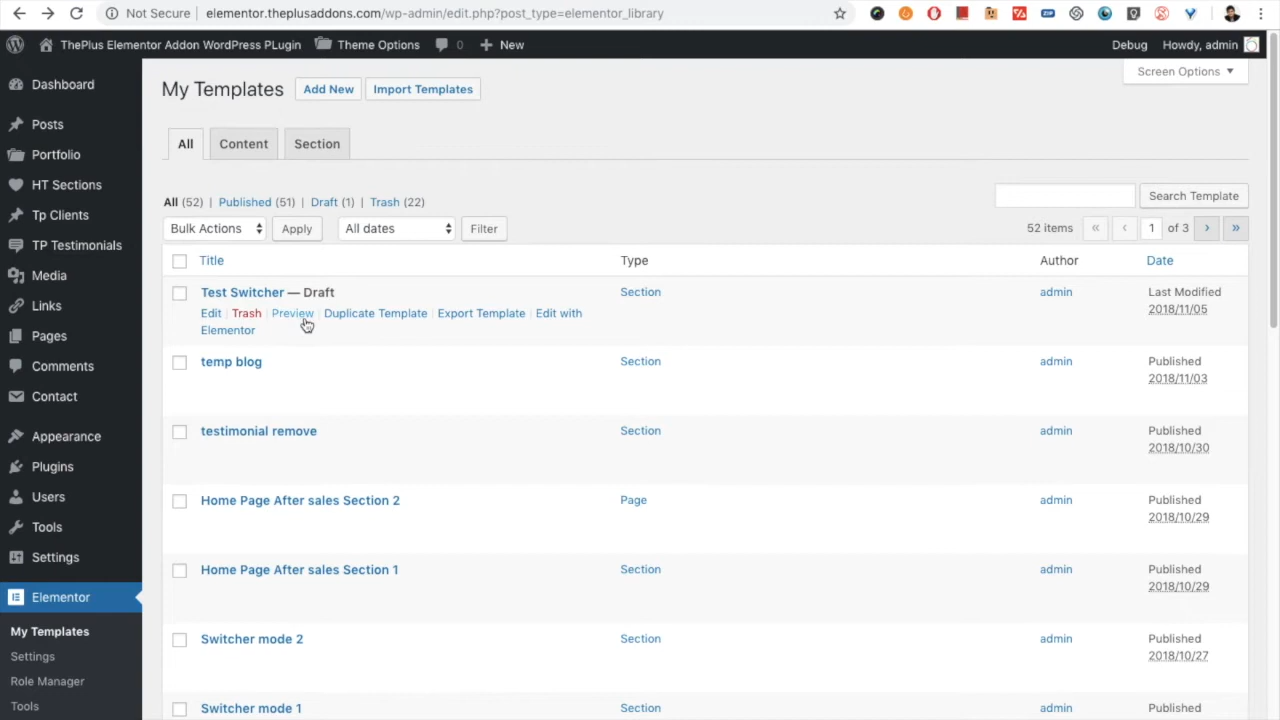 Not Secure elementor.theplusaddons.com/wp-admin/edit.php?post_type=elementor_library
ThePlus Elementor Addon WordPress PLugin Theme Options 0 New Debug Howdy, admin
Screen Options ▼
My Templates Add New Import Templates
All Content Section
All (52) | Published (51) | Draft (1) | Trash (22)
Search Template
Bulk Actions Apply All dates Filter 52 items « ‹ 1 of 3 › »
Title Type Author Date
Test Switcher — Draft Section admin Last Modified
2018/11/05
Edit | Trash | Preview | Duplicate Template | Export Template | Edit with
Elementor
temp blog Section admin Published
2018/11/03
testimonial remove Section admin Published
2018/10/30
Home Page After sales Section 2 Page admin Published
2018/10/29
Home Page After sales Section 1 Section admin Published
2018/10/29
Switcher mode 2 Section admin Published
2018/10/27
Switcher mode 1 Section admin Published
Dashboard
Posts
Portfolio
HT Sections
Tp Clients
TP Testimonials
Media
Links
Pages
Comments
Contact
Appearance
Plugins
Users
Tools
Settings
Elementor
My Templates
Settings
Role Manager
Tools